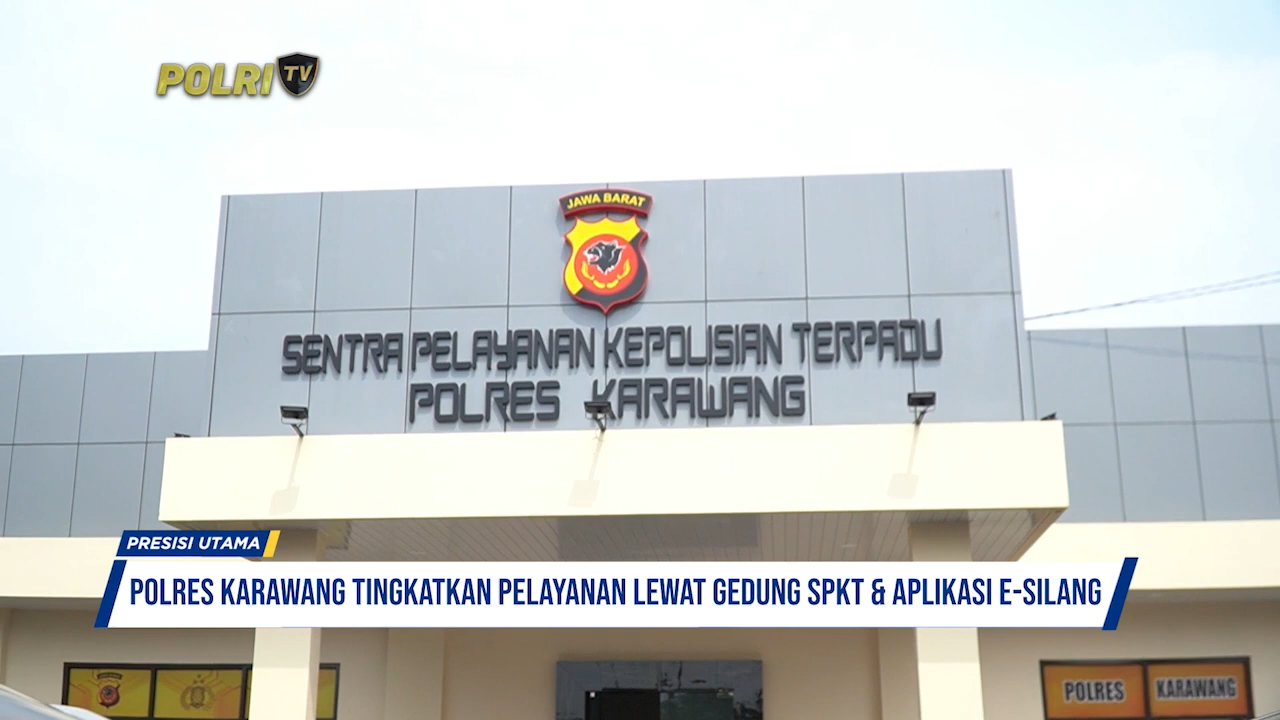 POLRI TV
JAWA BARAT
SENTRA PELAYANAN KEPOLISIAN TERPADU
POLRES KARAWANG
PRESISI UTAMA
POLRES KARAWANG TINGKATKAN PELAYANAN LEWAT GEDUNG SPKT & APLIKASI E-SILANG
POLRES KARAWANG